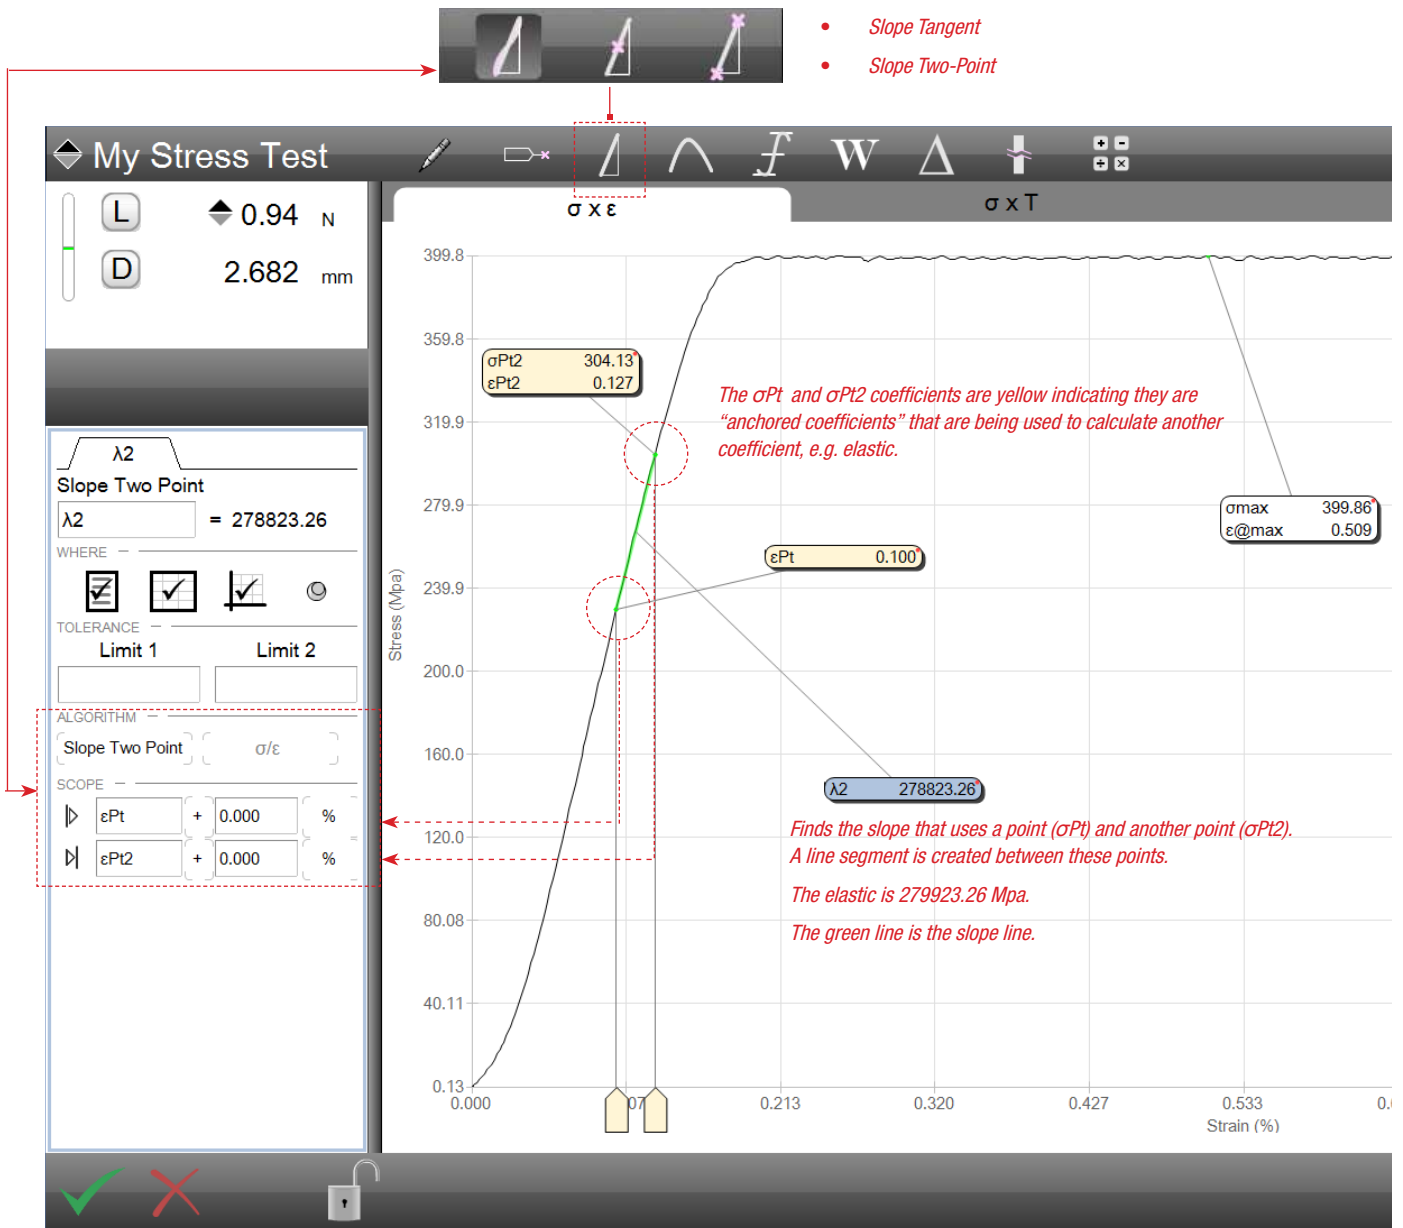 • Slope Tangent
• Slope Two-Point
My Stress Test
W
L 0.94 N
D 2.682 mm
σ x ε
σ x T
λ2
Slope Two Point
λ2 = 278823.26
WHERE
TOLERANCE
Limit 1 Limit 2
ALGORITHM
Slope Two Point σ/ε
SCOPE
εPt + 0.000 %
εPt2 + 0.000 %
Stress (Mpa)
399.8
359.8
319.9
279.9
239.9
200.0
160.0
120.0
80.08
40.11
0.13
σPt2 304.13
εPt2 0.127
The σPt and σPt2 coefficients are yellow indicating they are
“anchored coefficients” that are being used to calculate another
coefficient, e.g. elastic.
σmax 399.86
ε@max 0.509
εPt 0.100
λ2 278823.26
Finds the slope that uses a point (σPt) and another point (σPt2).
A line segment is created between these points.
The elastic is 279923.26 Mpa.
The green line is the slope line.
0.000 07 0.213 0.320 0.427 0.533 0.
Strain (%)